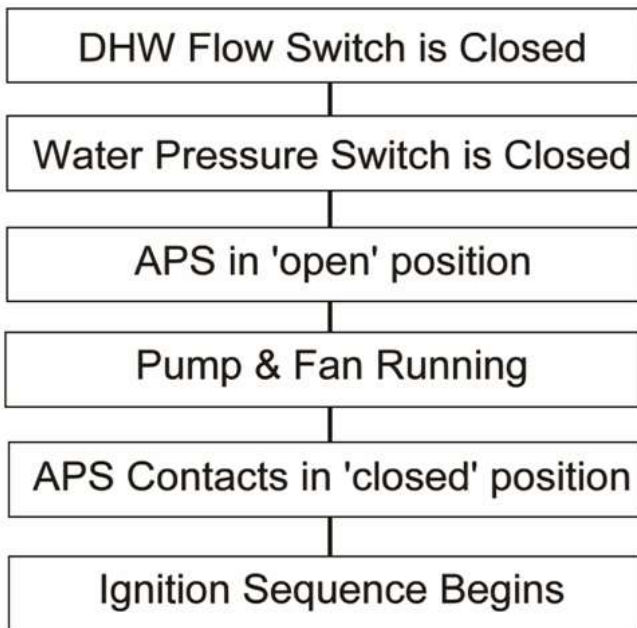 DHW Flow Switch is Closed
Water Pressure Switch is Closed
APS in 'open' position
Pump & Fan Running
APS Contacts in 'closed' position
Ignition Sequence Begins